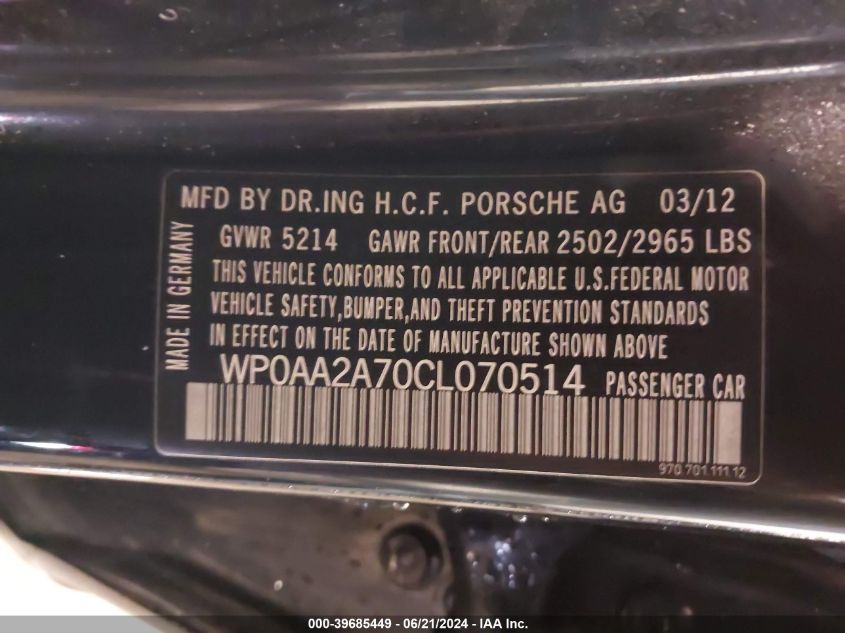 MFD BY DR.ING H.C.F. PORSCHE AG 03/12
GVWR 5214 GAWR FRONT/REAR 2502/2965 LBS
THIS VEHICLE CONFORMS TO ALL APPLICABLE U.S.FEDERAL MOTOR
VEHICLE SAFETY,BUMPER,AND THEFT PREVENTION STANDARDS
IN EFFECT ON THE DATE OF MANUFACTURE SHOWN ABOVE
WP0AA2A70CL070514 PASSENGER CAR
970 701 111 12
MADE IN GERMANY
000-39685449 - 06/21/2024 - IAA Inc.